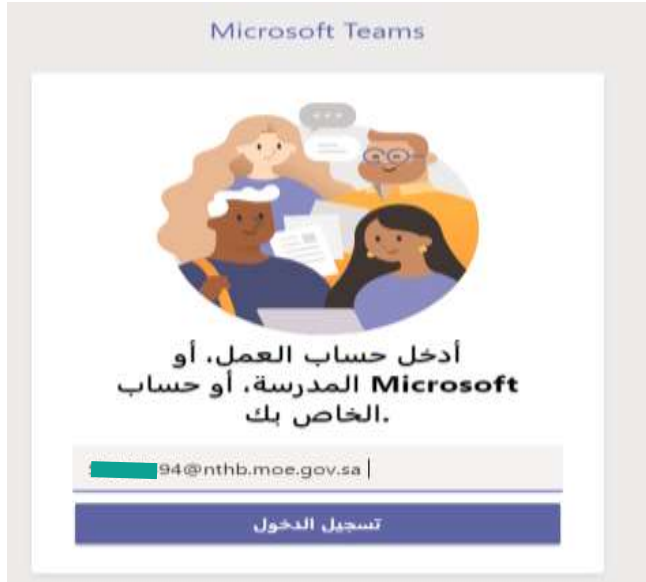 Microsoft Teams
أدخل حساب العمل، أو
المدرسة، أو حساب Microsoft
الخاص بك.
94@nthb.moe.gov.sa
تسجيل الدخول